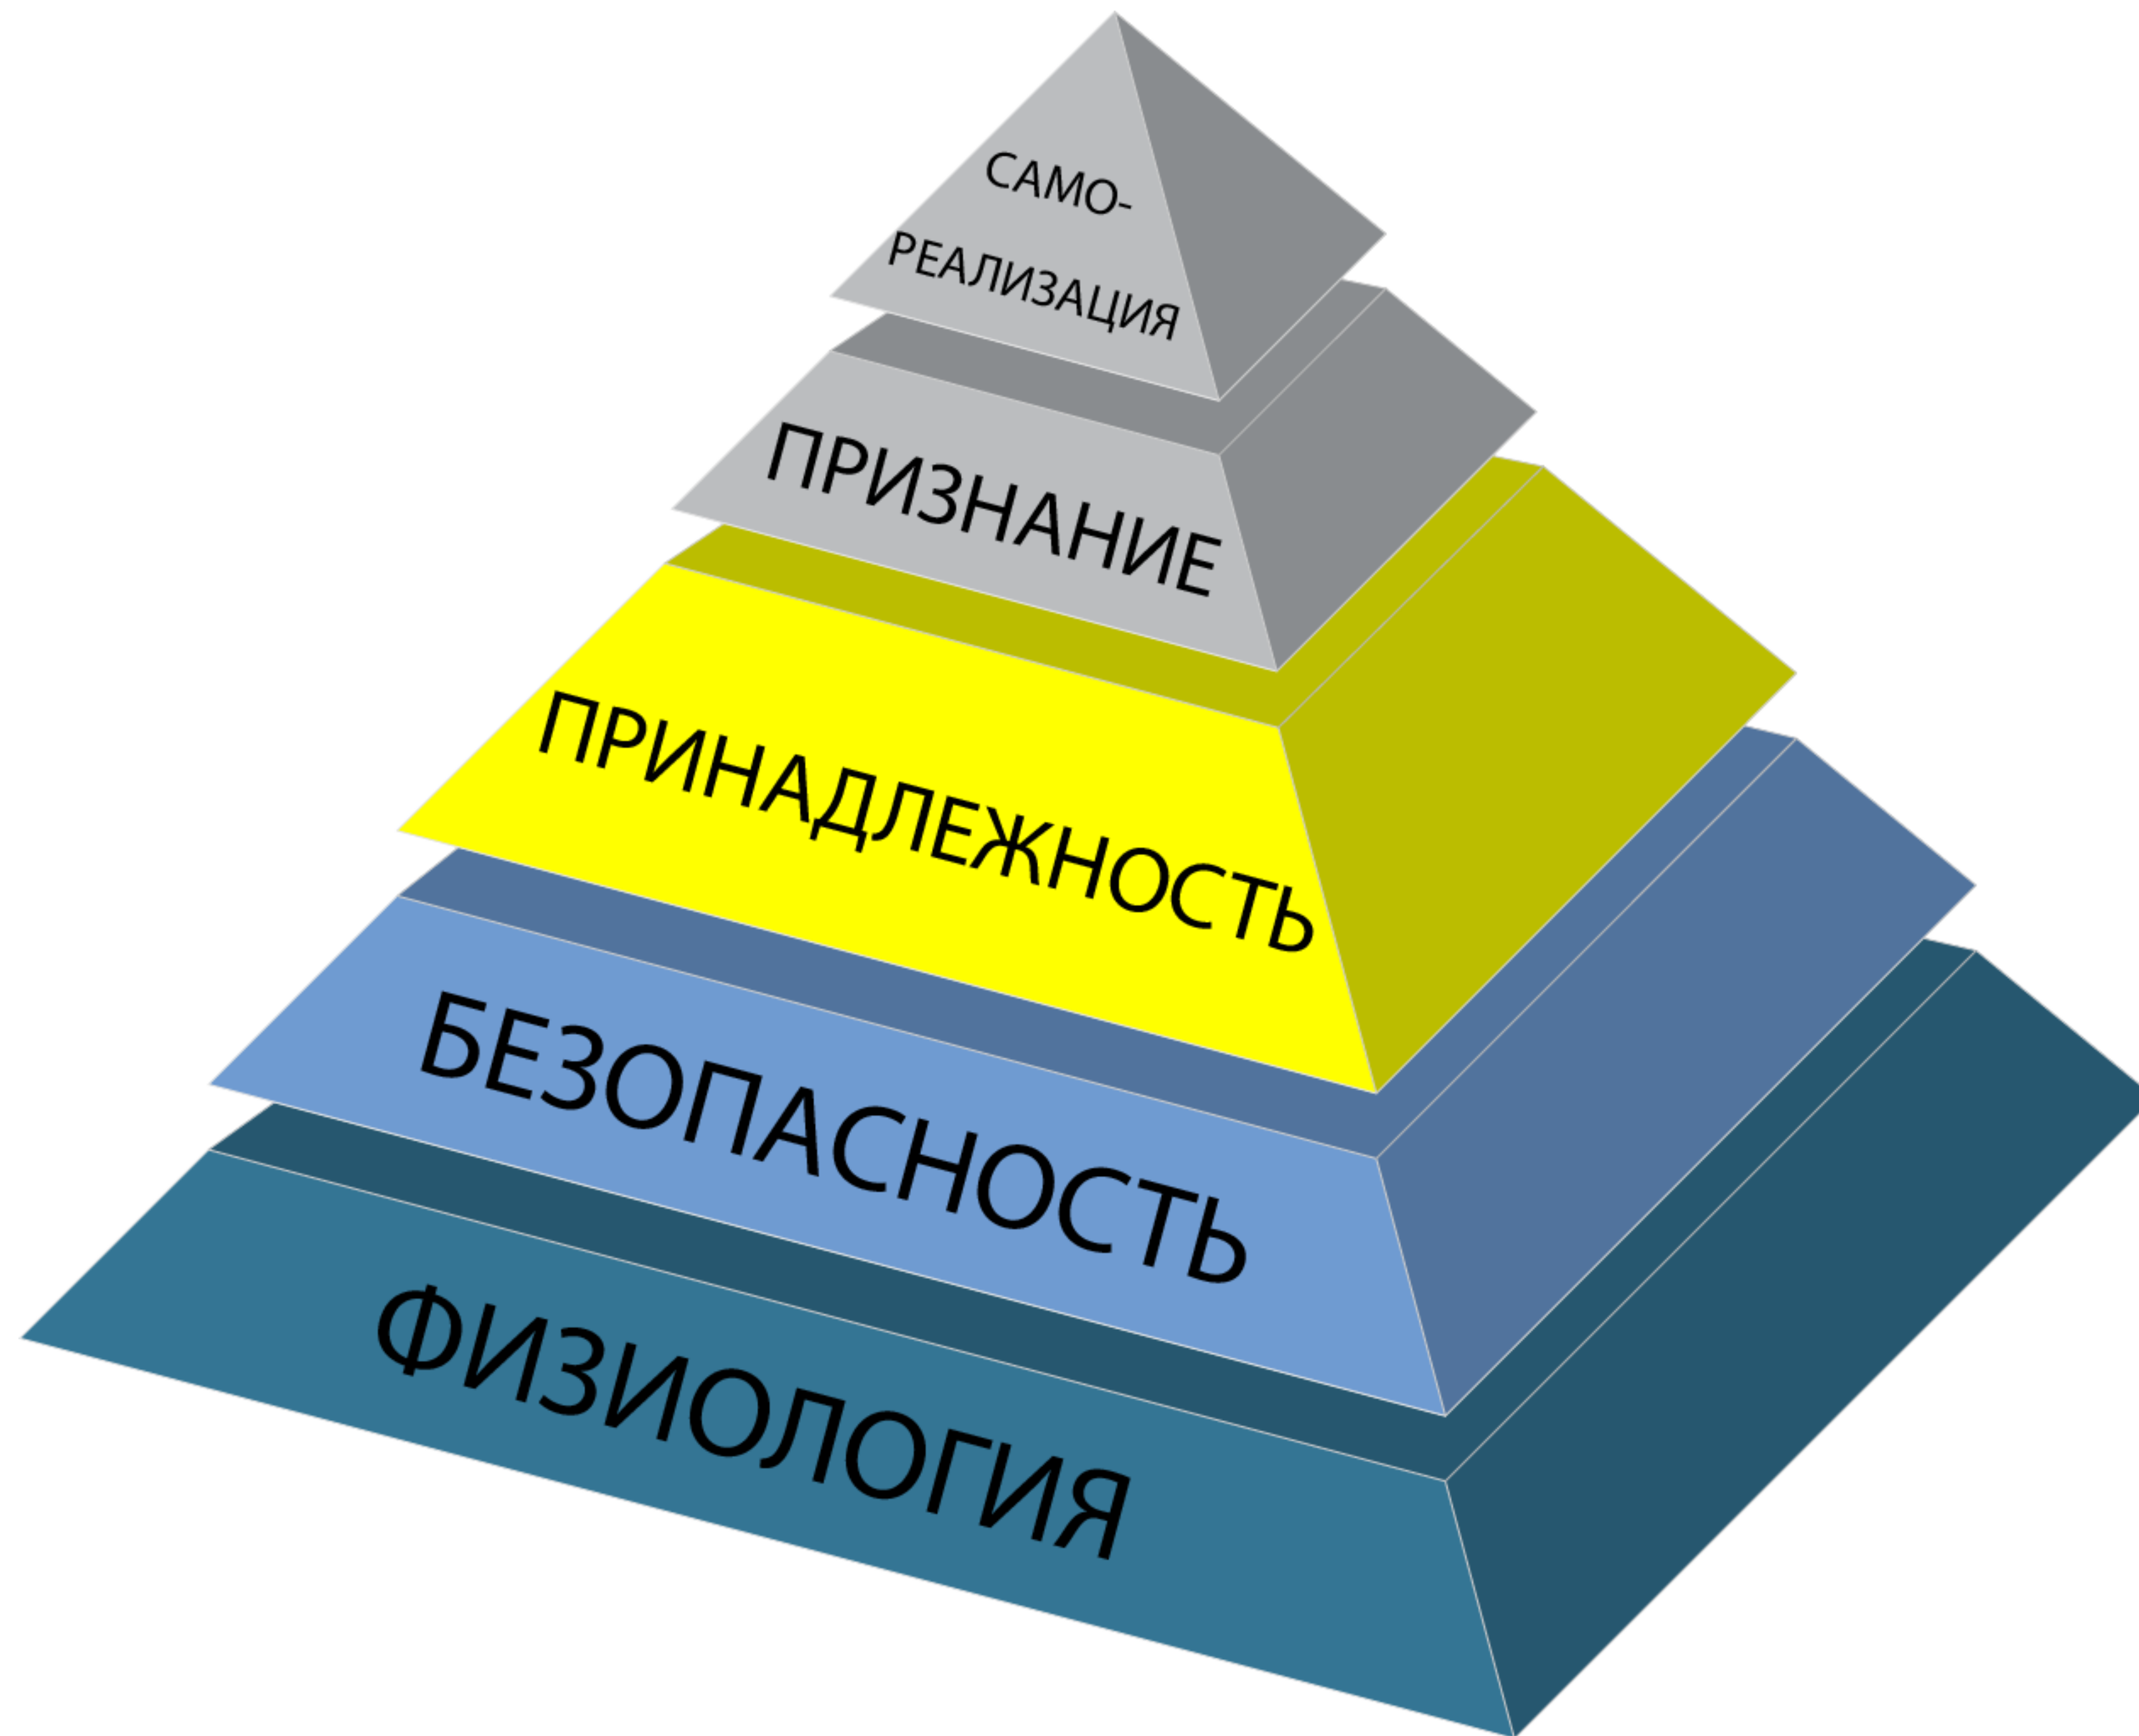 САМО-
РЕАЛИЗАЦИЯ
ПРИЗНАНИЕ
ПРИНАДЛЕЖНОСТЬ
БЕЗОПАСНОСТЬ
ФИЗИОЛОГИЯ